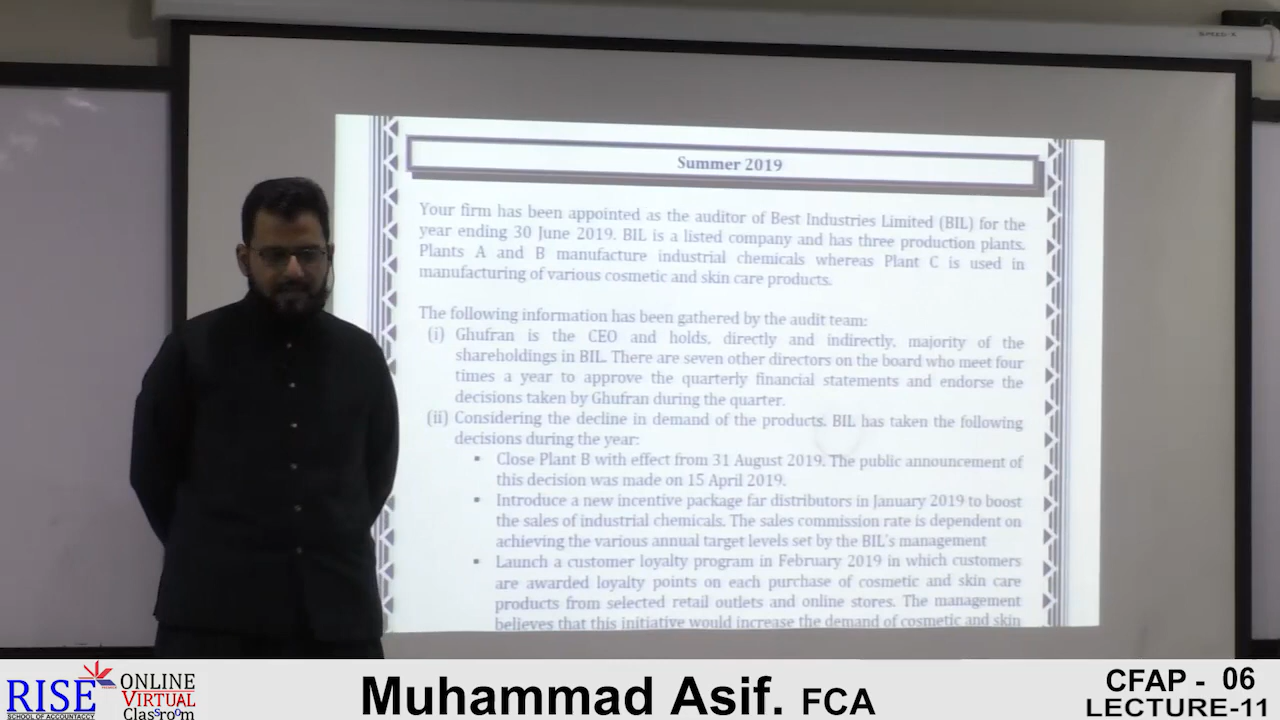 Summer 2019
Your firm has been appointed as the auditor of Best Industries Limited (BIL) for the
year ending 30 June 2019. BIL is a listed company and has three production plants.
Plants A and B manufacture industrial chemicals whereas Plant C is used in
manufacturing of various cosmetic and skin care products.
The following information has been gathered by the audit team:
(i) Ghufran is the CEO and holds, directly and indirectly, majority of the
shareholdings in BIL. There are seven other directors on the board who meet four
times a year to approve the quarterly financial statements and endorse the
decisions taken by Ghufran during the quarter.
(ii) Considering the decline in demand of the products. BIL has taken the following
decisions during the year:
▪ Close Plant B with effect from 31 August 2019. The public announcement of
this decision was made on 15 April 2019.
▪ Introduce a new incentive package far distributors in January 2019 to boost
the sales of industrial chemicals. The sales commission rate is dependent on
achieving the various annual target levels set by the BIL's management
▪ Launch a customer loyalty program in February 2019 in which customers
are awarded loyalty points on each purchase of cosmetic and skin care
products from selected retail outlets and online stores. The management
believes that this initiative would increase the demand of cosmetic and skin
RISE
SCHOOL OF ACCOUNTACCY
ONLINE
VIRTUAL
ClasSrOom
Muhammad Asif. FCA
CFAP - 06
LECTURE-11